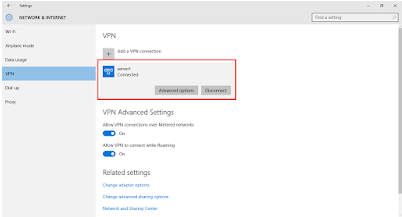 Settings
NETWORK & INTERNET
Find a setting
Wi-Fi
Airplane mode
Data usage
VPN
Dial-up
Proxy
VPN
Add a VPN connection
server1
Connected
Advanced options
Disconnect
VPN Advanced Settings
Allow VPN connections over Metered networks
On
Allow VPN to connect while Roaming
On
Related settings
Change adapter options
Change advanced sharing options
Network and Sharing Center